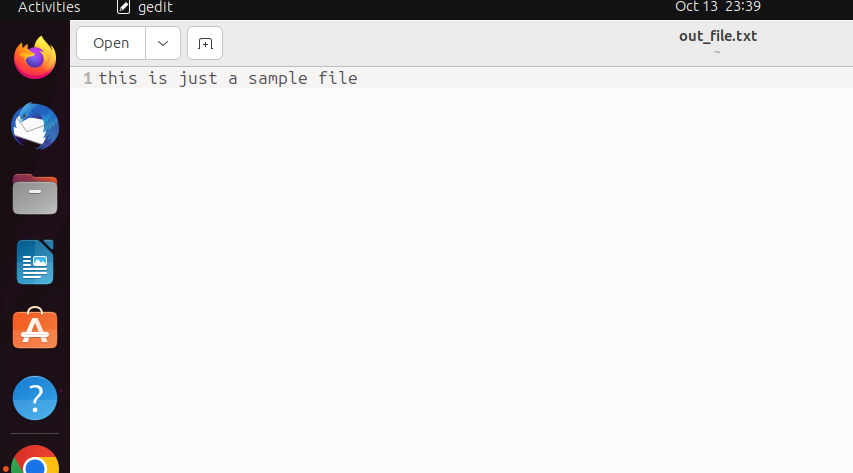 Activities gedit Oct 13 23:39
Open out_file.txt
~
1 this is just a sample file